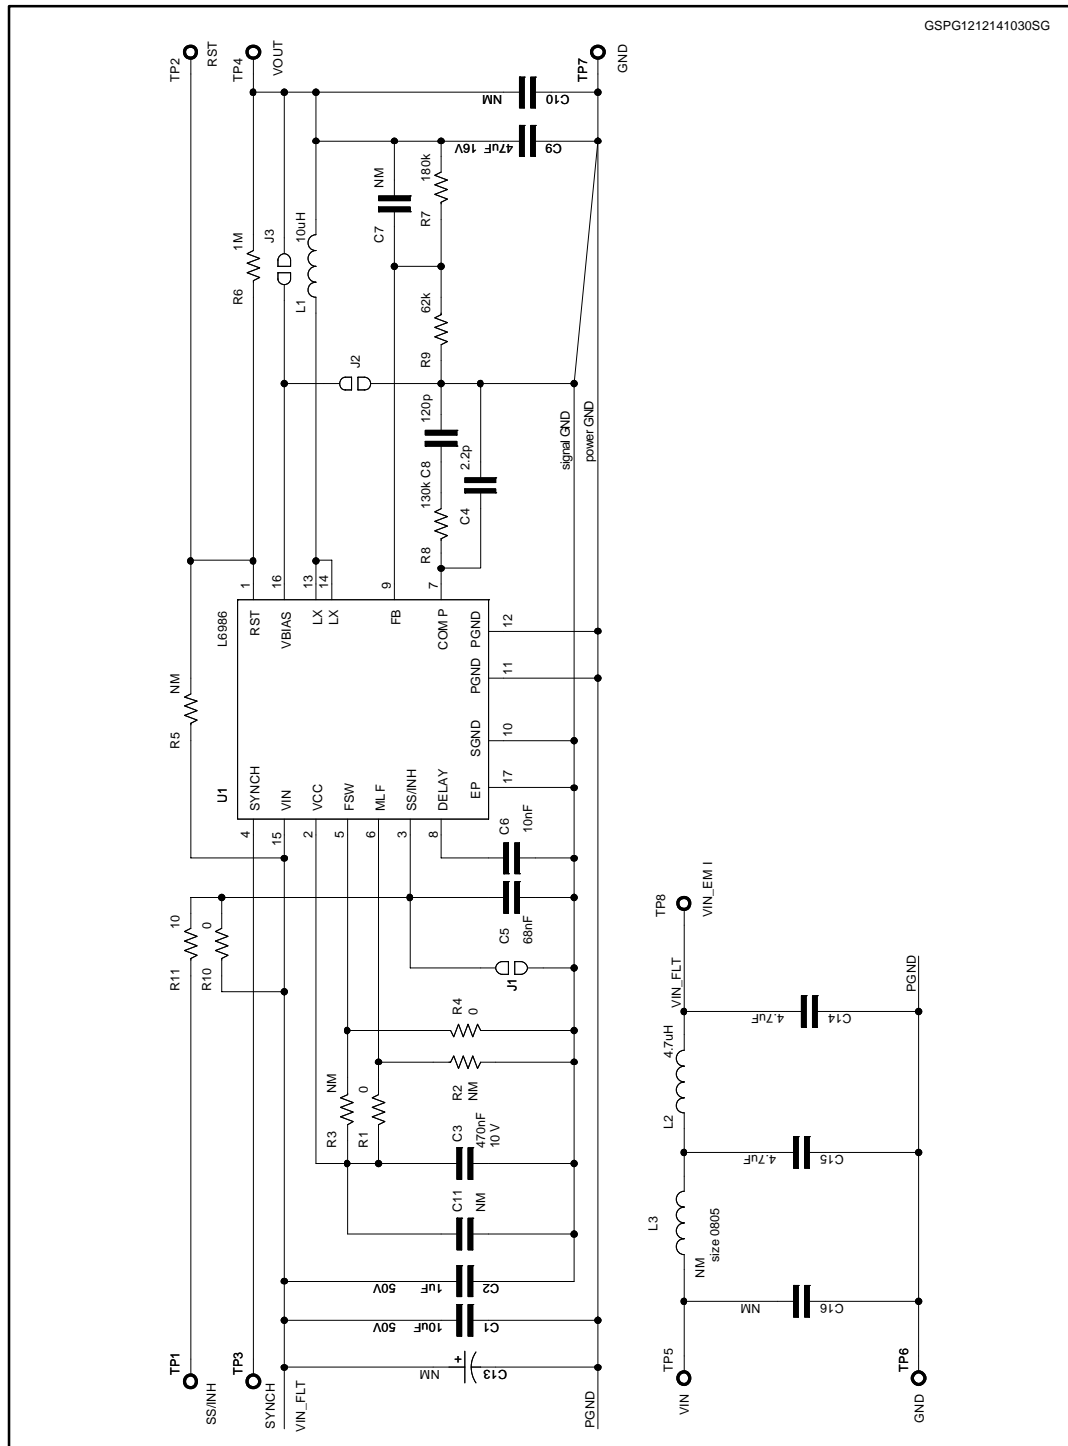 GSPG1212141030SG
TP2
RST
TP4
VOUT
TP7
GND
NM
C10
47uF 16V
C9
180k
R7
NM
C7
1M
R6
J3
10uH
L1
62k
R9
J2
120p
130k C8
2.2p
C4
R8
signal GND
power GND
1
16
13
14
9
7
12
11
10
17
L6986
RST
VBIAS
LX
LX
FB
COM P
PGND
PGND
SGND
EP
U1
SYNCH
VIN
VCC
FSW
MLF
SS/INH
DELAY
4
15
2
5
6
3
8
NM
R5
C6
10nF
C5
68nF
10
R11
0
R10
J1
R4
0
R2
NM
NM
R3
0
R1
C3
470nF
10 V
C11
NM
50V
1uF
C2
50V
10uF
C1
NM
+
C13
TP1
SS/INH
TP3
SYNCH
VIN_FLT
PGND
TP8
VIN_EM I
VIN_FLT
PGND
4.7uH
L2
4.7uF
C14
4.7uF
C15
L3
NM
size 0805
NM
C16
TP5
VIN
TP6
GND